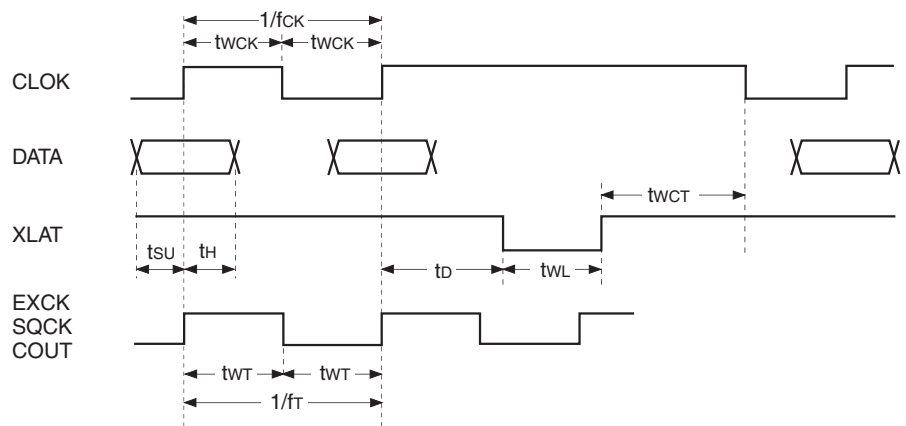 1/fCK
tWCK tWCK
CLOK
DATA
tWCT
XLAT
tSU tH
tD tWL
EXCK
SQCK
COUT
tWT tWT
1/fT